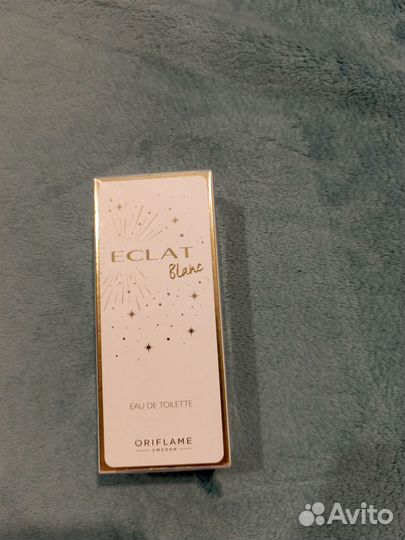 ECLAT
Blanc
EAU DE TOILETTE
ORIFLAME
SWEDEN
Avito